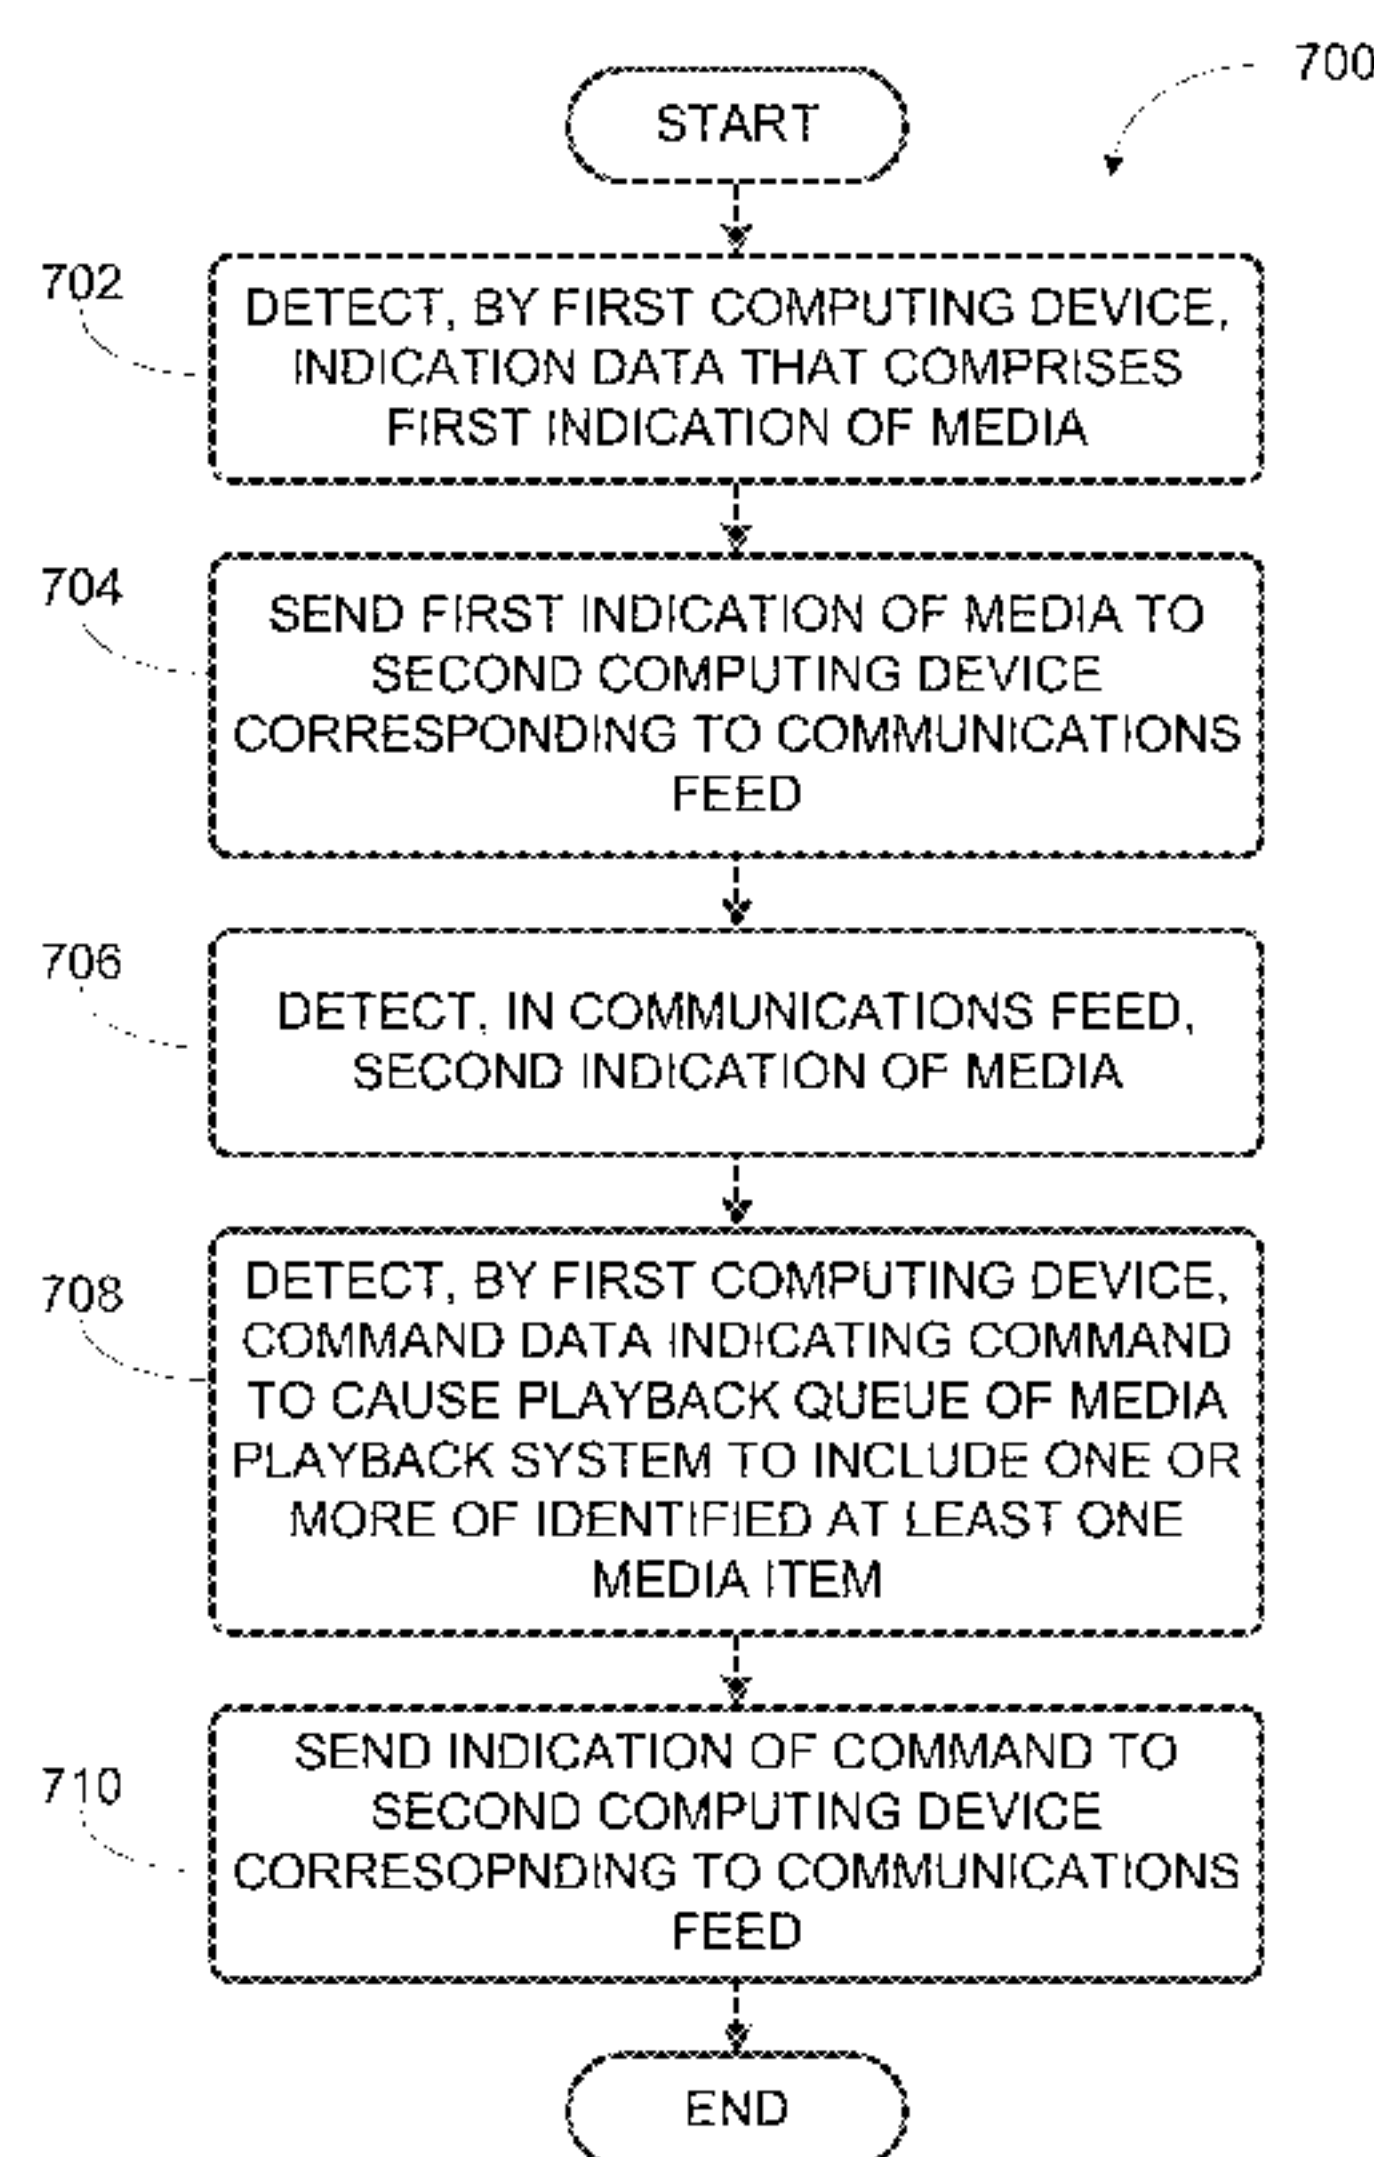 700
START
702
DETECT, BY FIRST COMPUTING DEVICE,
INDICATION DATA THAT COMPRISES
FIRST INDICATION OF MEDIA
704
SEND FIRST INDICATION OF MEDIA TO
SECOND COMPUTING DEVICE
CORRESPONDING TO COMMUNICATIONS
FEED
706
DETECT, IN COMMUNICATIONS FEED,
SECOND INDICATION OF MEDIA
708
DETECT, BY FIRST COMPUTING DEVICE,
COMMAND DATA INDICATING COMMAND
TO CAUSE PLAYBACK QUEUE OF MEDIA
PLAYBACK SYSTEM TO INCLUDE ONE OR
MORE OF IDENTIFIED AT LEAST ONE
MEDIA ITEM
710
SEND INDICATION OF COMMAND TO
SECOND COMPUTING DEVICE
CORRESOPNDING TO COMMUNICATIONS
FEED
END